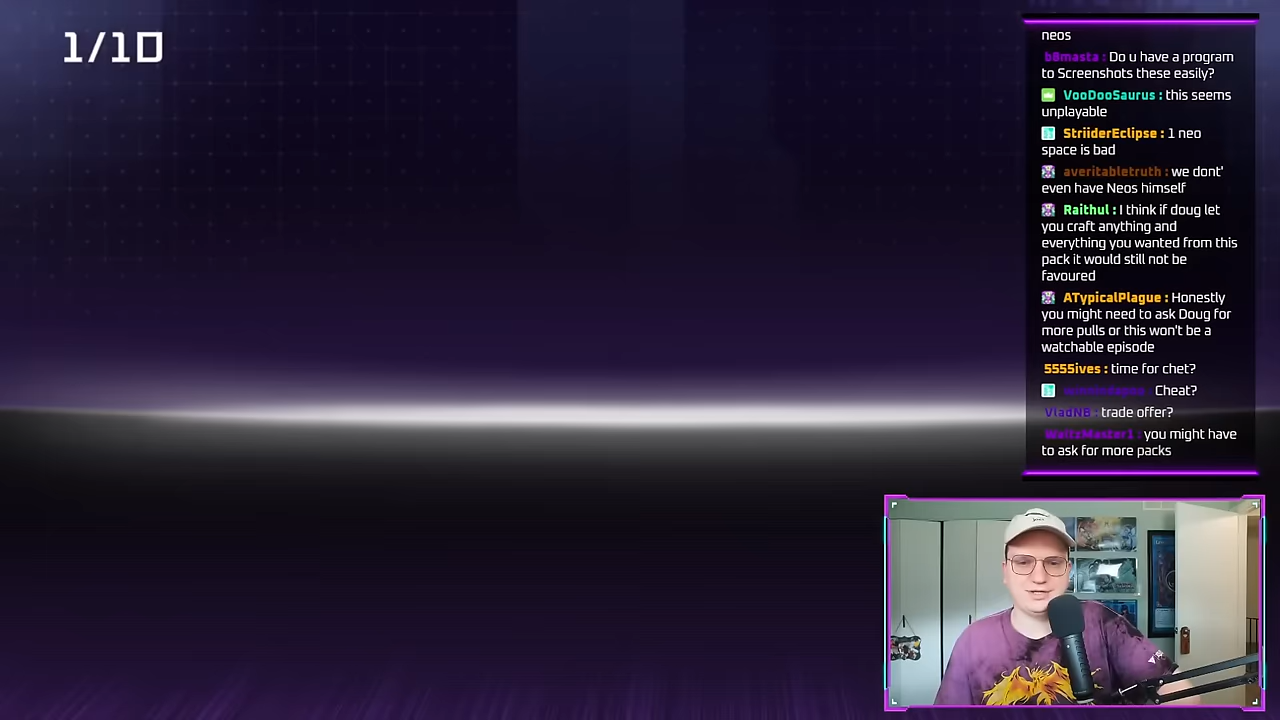 1/10
neos
b8masta : Do u have a program
to Screenshots these easily?
VooDooSaurus : this seems
unplayable
StriiderEclipse : 1 neo
space is bad
averitabletruth : we dont'
even have Neos himself
Raithul : I think if doug let
you craft anything and
everything you wanted from this
pack it would still not be
favoured
ATypicalPlague : Honestly
you might need to ask Doug for
more pulls or this won't be a
watchable episode
5555ives : time for chet?
Cheat?
VladNB : trade offer?
WaltzMaster1 : you might have
to ask for more packs